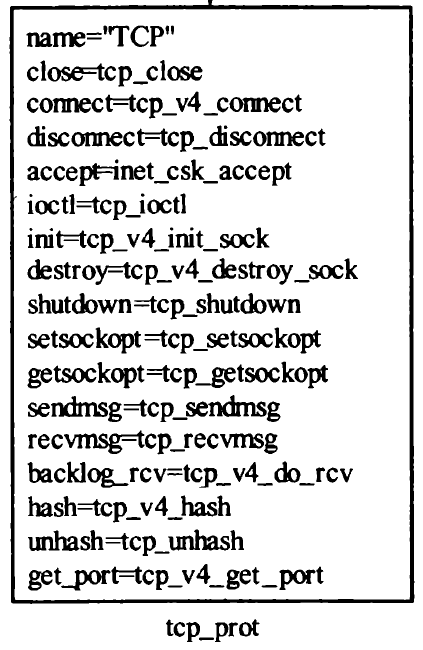 name="TCP"
close=tcp_close
connect=tcp_v4_connect
disconnect=tcp_disconnect
accept=inet_csk_accept
ioctl=tcp_ioctl
init=tcp_v4_init_sock
destroy=tcp_v4_destroy_sock
shutdown=tcp_shutdown
setsockopt=tcp_setsockopt
getsockopt=tcp_getsockopt
sendmsg=tcp_sendmsg
recvmsg=tcp_recvmsg
backlog_rcv=tcp_v4_do_rcv
hash=tcp_v4_hash
unhash=tcp_unhash
get_port=tcp_v4_get_port
tcp_prot